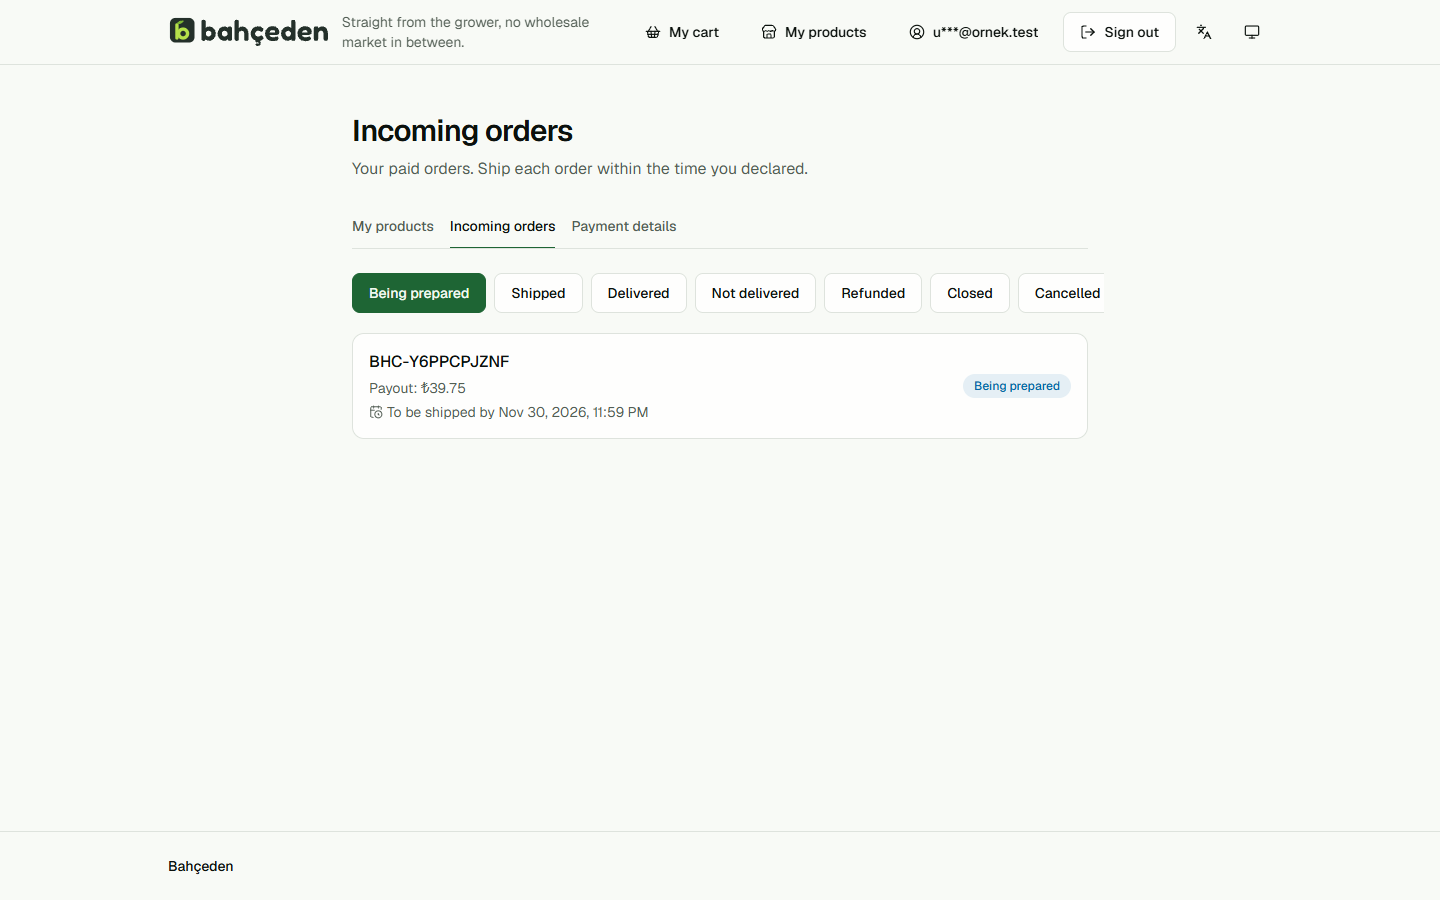 bahçeden
Straight from the grower, no wholesale
market in between.
My cart
My products
u***@ornek.test
Sign out
Incoming orders
Your paid orders. Ship each order within the time you declared.
My products
Incoming orders
Payment details
Being prepared
Shipped
Delivered
Not delivered
Refunded
Closed
Cancelled
BHC-Y6PPCPJZNF
Payout: ₺39.75
To be shipped by Nov 30, 2026, 11:59 PM
Being prepared
Bahçeden